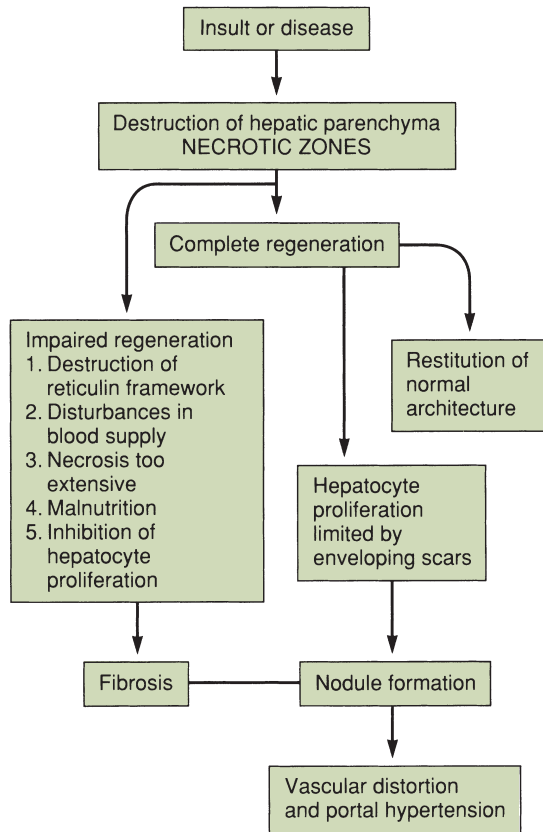 Insult or disease
Destruction of hepatic parenchyma
NECROTIC ZONES
Complete regeneration
Impaired regeneration
1. Destruction of
reticulin framework
2. Disturbances in
blood supply
3. Necrosis too
extensive
4. Malnutrition
5. Inhibition of
hepatocyte
proliferation
Restitution of
normal
architecture
Hepatocyte
proliferation
limited by
enveloping scars
Fibrosis
Nodule formation
Vascular distortion
and portal hypertension